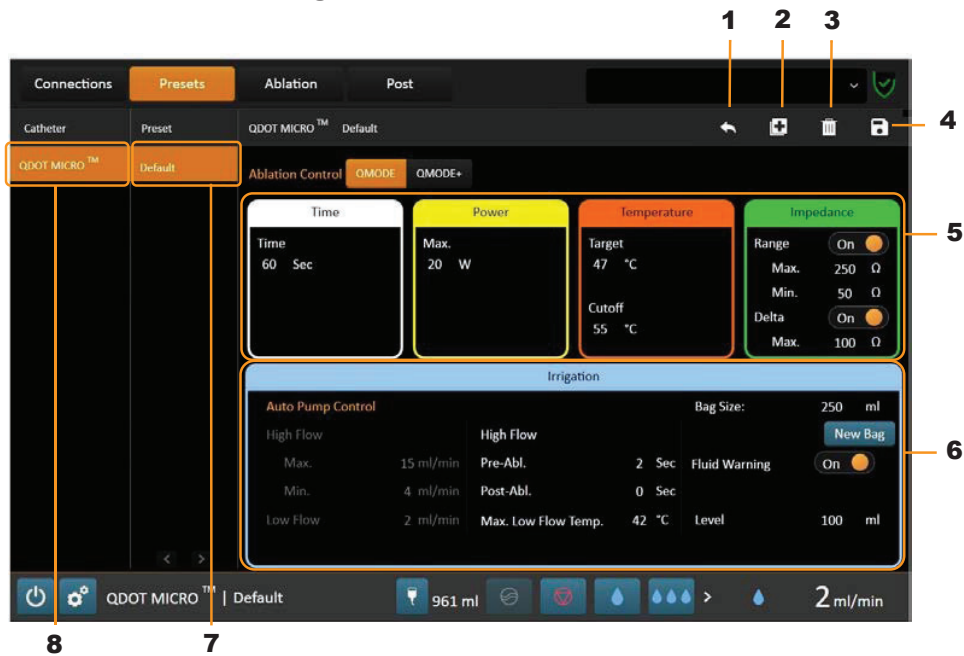 1 2 3
Connections Presets Ablation Post
Catheter Preset QDOT MICRO™ Default
4
QDOT MICRO™ Default
Ablation Control QMODE QMODE+
Time Power Temperature Impedance
5
Time Max. Target Range On
60 Sec 20 W 47 °C Max. 250 Ω
Min. 50 Ω
Cutoff Delta On
55 °C Max. 100 Ω
Irrigation
Auto Pump Control Bag Size: 250 ml
High Flow High Flow New Bag
6
Max. 15 ml/min Pre-Abl. 2 Sec Fluid Warning On
Min. 4 ml/min Post-Abl. 0 Sec
Low Flow 2 ml/min Max. Low Flow Temp. 42 °C Level 100 ml
< >
QDOT MICRO™ | Default 961 ml > 2 ml/min
8 7